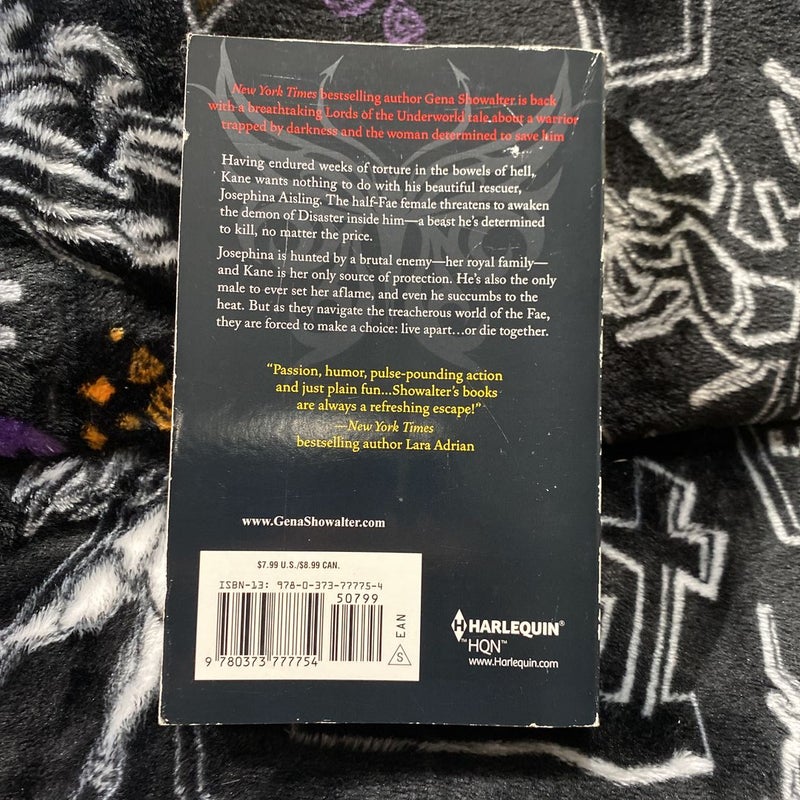 New York Times bestselling author Gena Showalter is back
with a breathtaking Lords of the Underworld tale about a warrior
trapped by darkness and the woman determined to save him
Having endured weeks of torture in the bowels of hell,
Kane wants nothing to do with his beautiful rescuer,
Josephina Aisling. The half-Fae female threatens to awaken
the demon of Disaster inside him—a beast he's determined
to kill, no matter the price.
Josephina is hunted by a brutal enemy—her royal family—
and Kane is her only source of protection. He's also the only
male to ever set her aflame, and even he succumbs to the
heat. But as they navigate the treacherous world of the Fae,
they are forced to make a choice: live apart…or die together.
"Passion, humor, pulse-pounding action
and just plain fun...Showalter's books
are always a refreshing escape!"
—New York Times
bestselling author Lara Adrian
www.GenaShowalter.com
$7.99 U.S./$8.99 CAN.
ISBN-13: 978-0-373-77775-4
50799
9 780373 777754
EAN
S
HARLEQUIN®
™HQN™
www.Harlequin.com